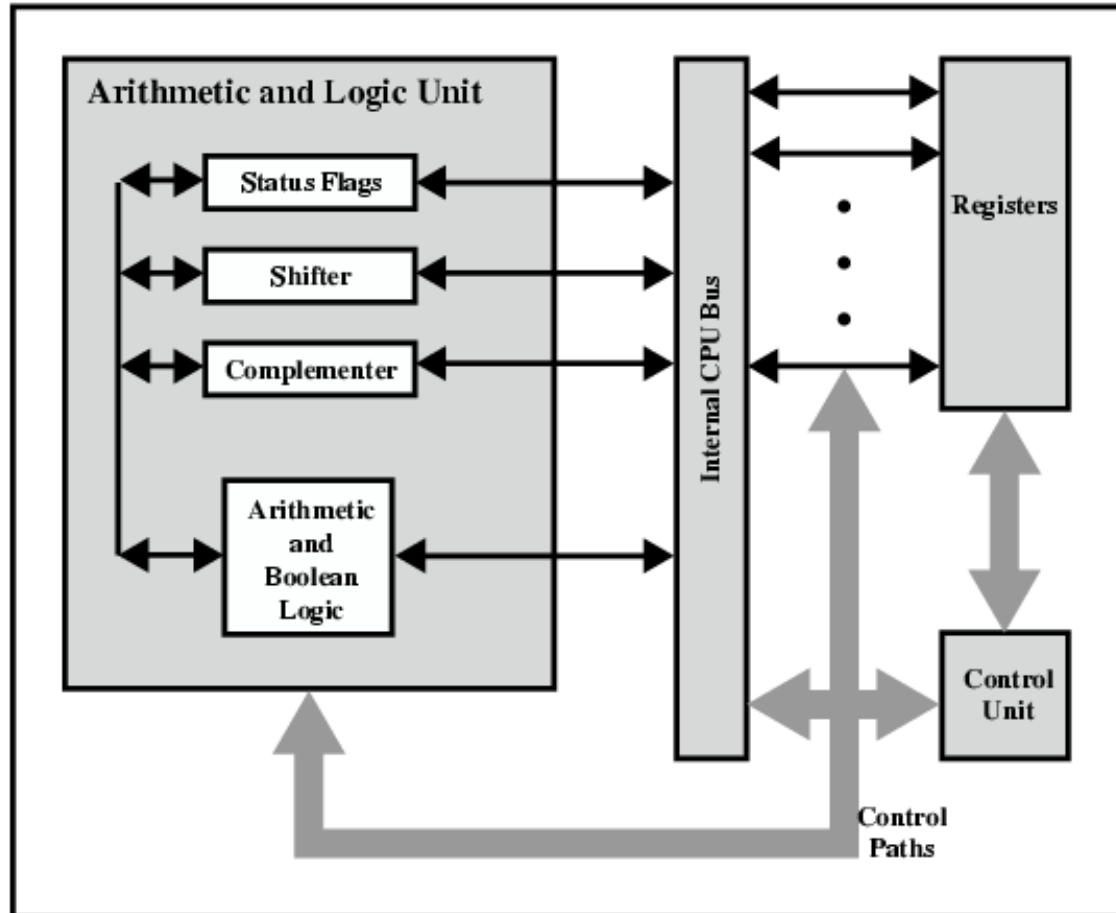 Arithmetic and Logic Unit
Status Flags
Shifter
Complementer
Arithmetic
and
Boolean
Logic
Internal CPU Bus
Registers
Control
Unit
Control
Paths